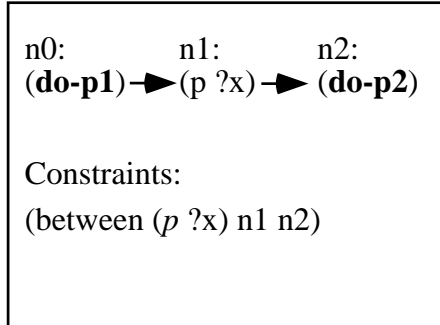 n0: n1: n2:
(do-p1) (p ?x) (do-p2)
Constraints:
(between (p ?x) n1 n2)